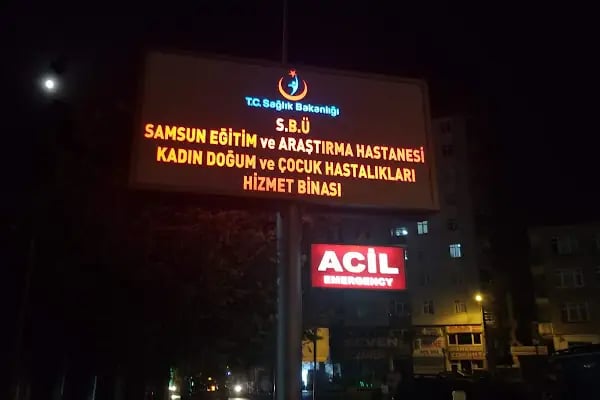 T.C. Sağlık Bakanlığı
S.B.Ü
SAMSUN EĞİTİM ve ARAŞTIRMA HASTANESİ
KADIN DOĞUM ve ÇOCUK HASTALIKLARI
HİZMET BİNASI
ACİL
EMERGENCY